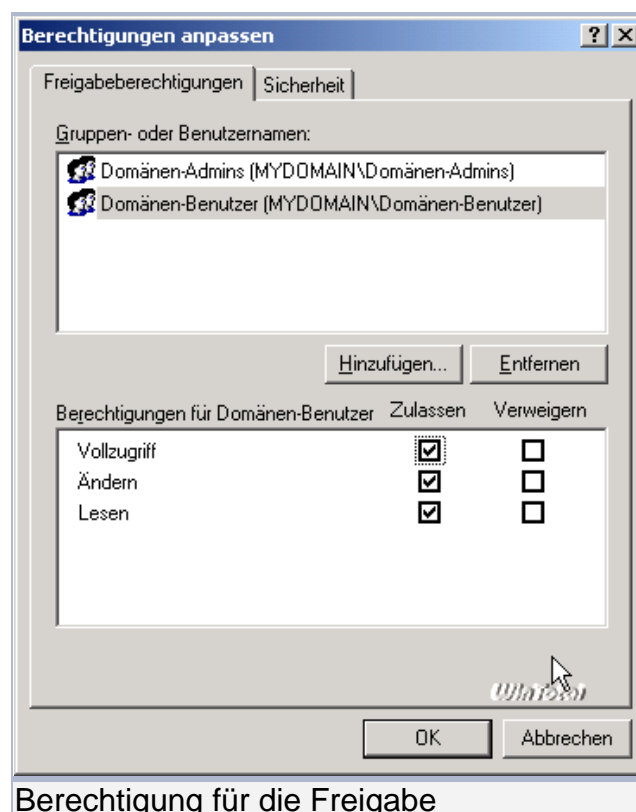 Berechtigungen anpassen
Freigabeberechtigungen Sicherheit
Gruppen- oder Benutzernamen:
Domänen-Admins (MYDOMAIN\Domänen-Admins)
Domänen-Benutzer (MYDOMAIN\Domänen-Benutzer)
Hinzufügen... Entfernen
Berechtigungen für Domänen-Benutzer Zulassen Verweigern
Vollzugriff
Ändern
Lesen
OK Abbrechen
Berechtigung für die Freigabe